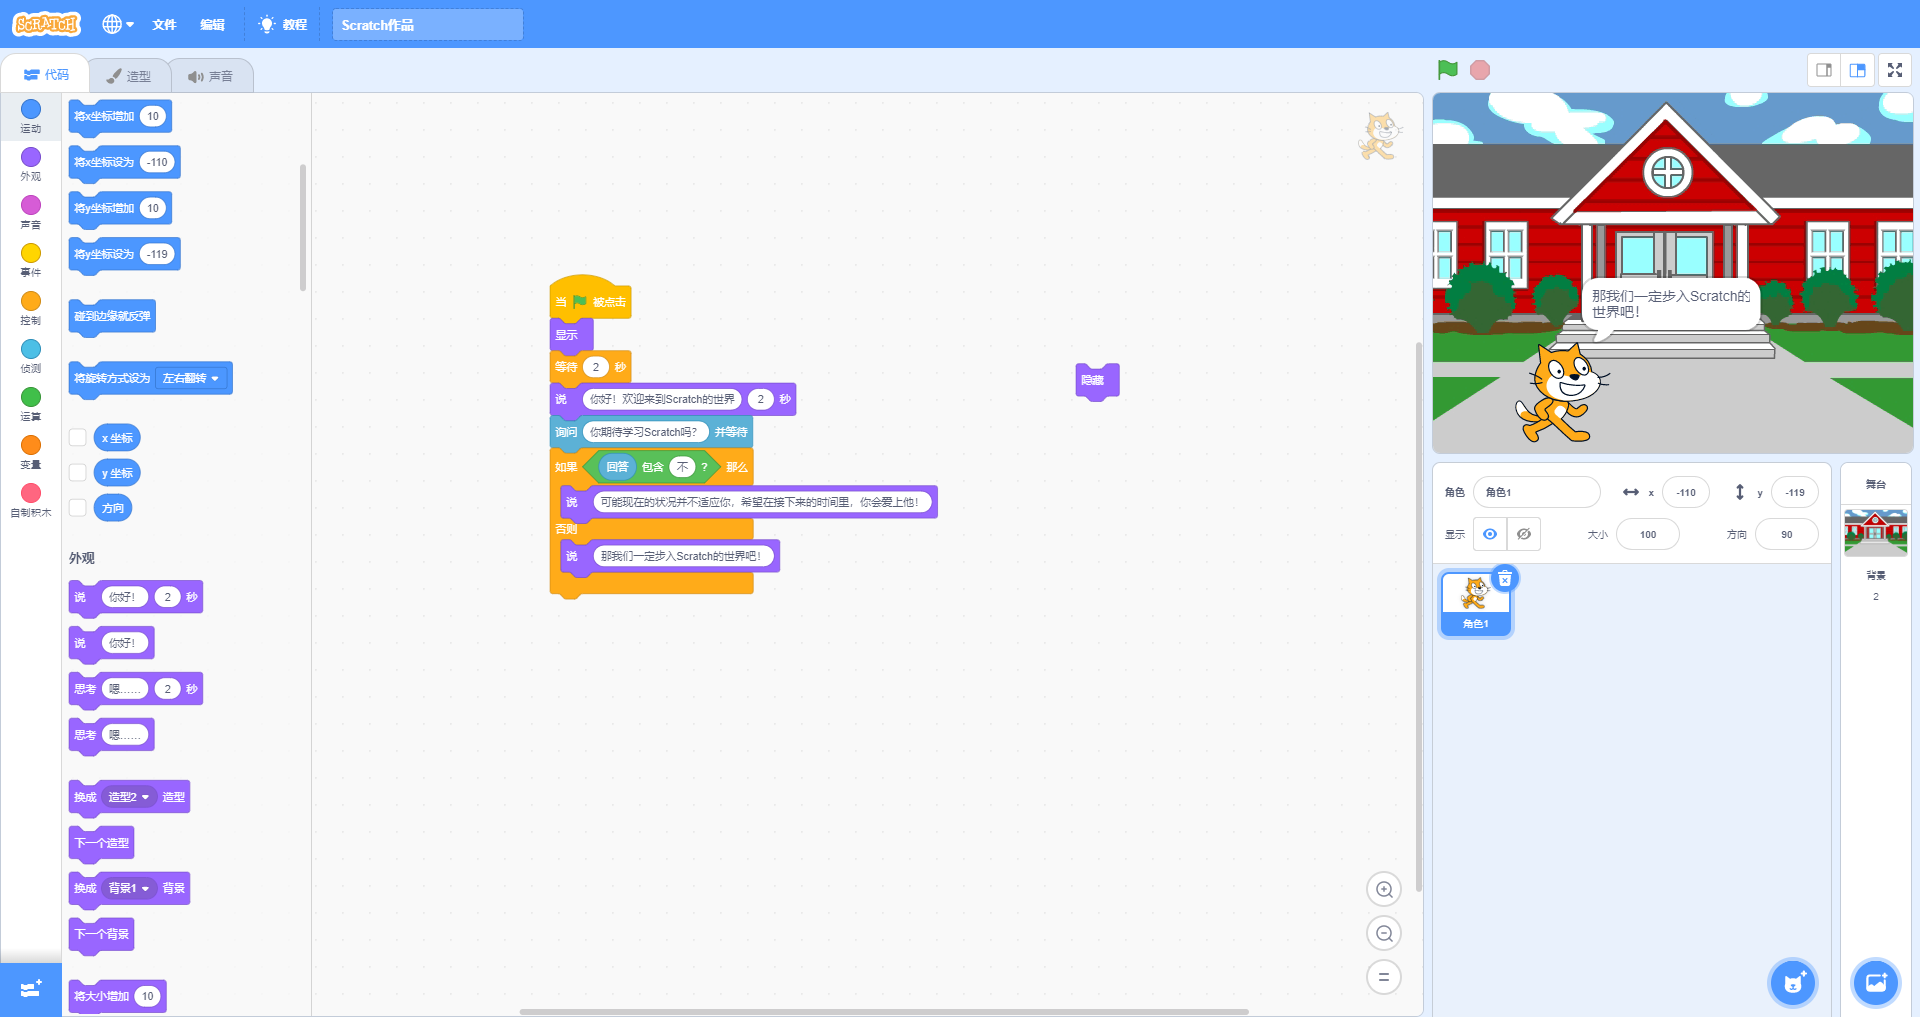 SCRATCH 文件 编辑 教程 Scratch作品
代码 造型 声音
运动
外观
声音
事件
控制
侦测
运算
变量
自制积木
将x坐标增加 10
将x坐标设为 -110
将y坐标增加 10
将y坐标设为 -119
碰到边缘就反弹
将旋转方式设为 左右翻转
x 坐标
y 坐标
方向
外观
说 你好！ 2 秒
说 你好！
思考 嗯…… 2 秒
思考 嗯……
换成 造型2 造型
下一个造型
换成 背景1 背景
下一个背景
将大小增加 10
当 被点击
显示
等待 2 秒
说 你好！欢迎来到Scratch的世界 2 秒
询问 你期待学习Scratch吗？ 并等待
如果 回答 包含 不 ？ 那么
说 可能现在的状况并不适应你，希望在接下来的时间里，你会爱上他！
否则
说 那我们一定步入Scratch的世界吧！
隐藏
那我们一定步入Scratch的
世界吧！
角色 角色1 x -110 y -119
显示 大小 100 方向 90
角色1
舞台
背景
2